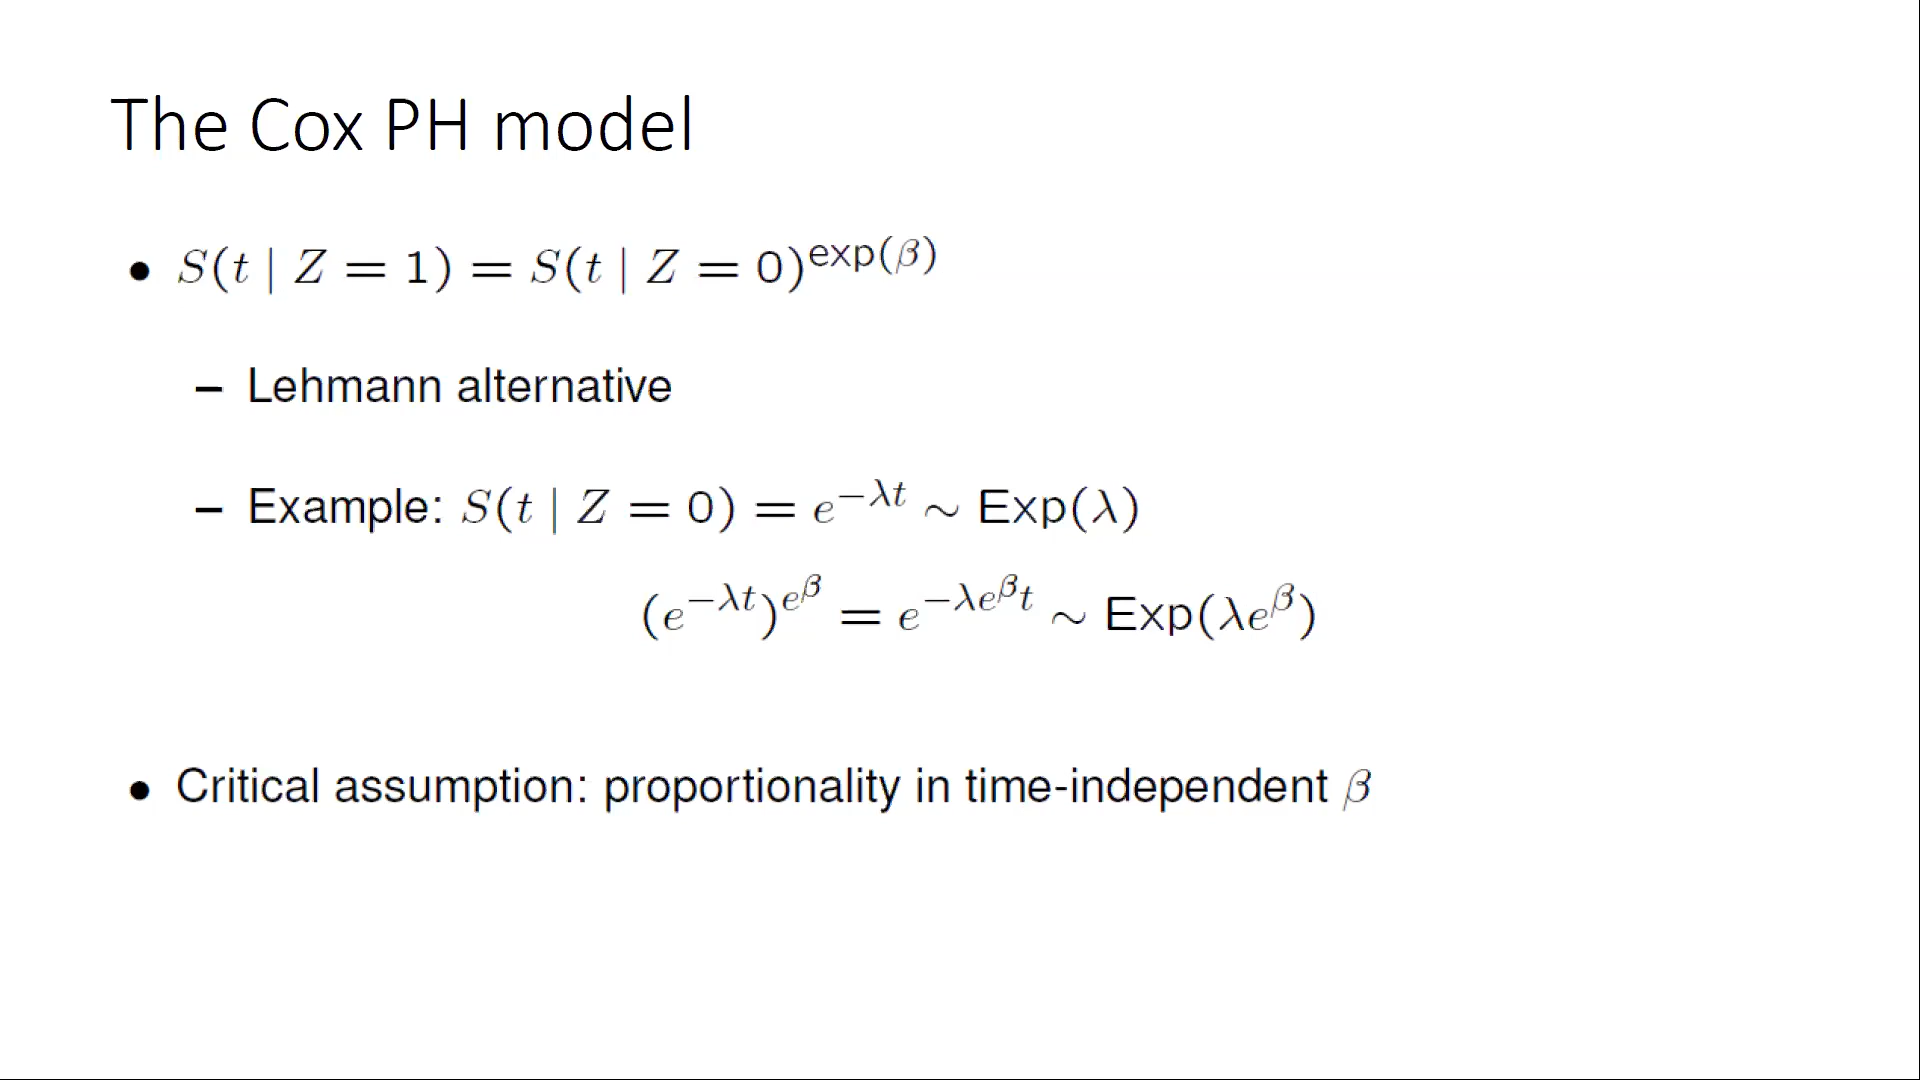 The Cox PH model
• S(t | Z = 1) = S(t | Z = 0)^{exp(β)}
– Lehmann alternative
– Example: S(t | Z = 0) = e^{−λt} ∼ Exp(λ)
(e^{−λt})^{e^β} = e^{−λe^β t} ∼ Exp(λe^β)
• Critical assumption: proportionality in time-independent β